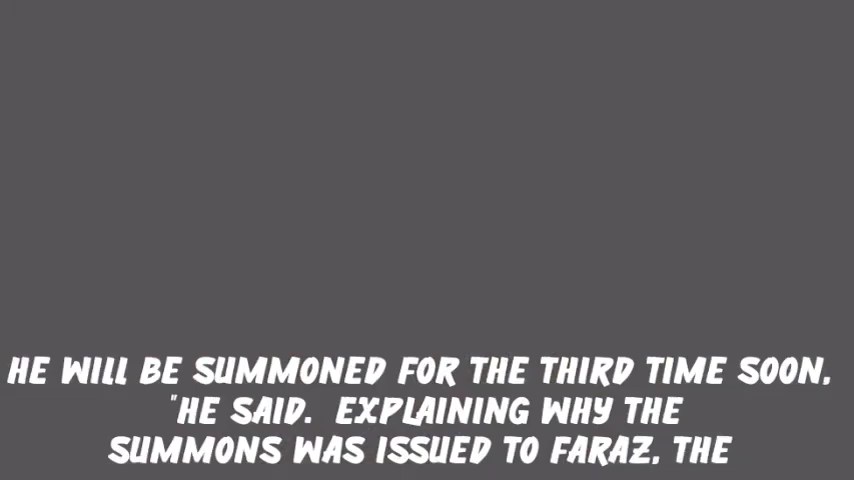 HE WILL BE SUMMONED FOR THE THIRD TIME SOON,
"HE SAID. EXPLAINING WHY THE
SUMMONS WAS ISSUED TO FARAZ, THE